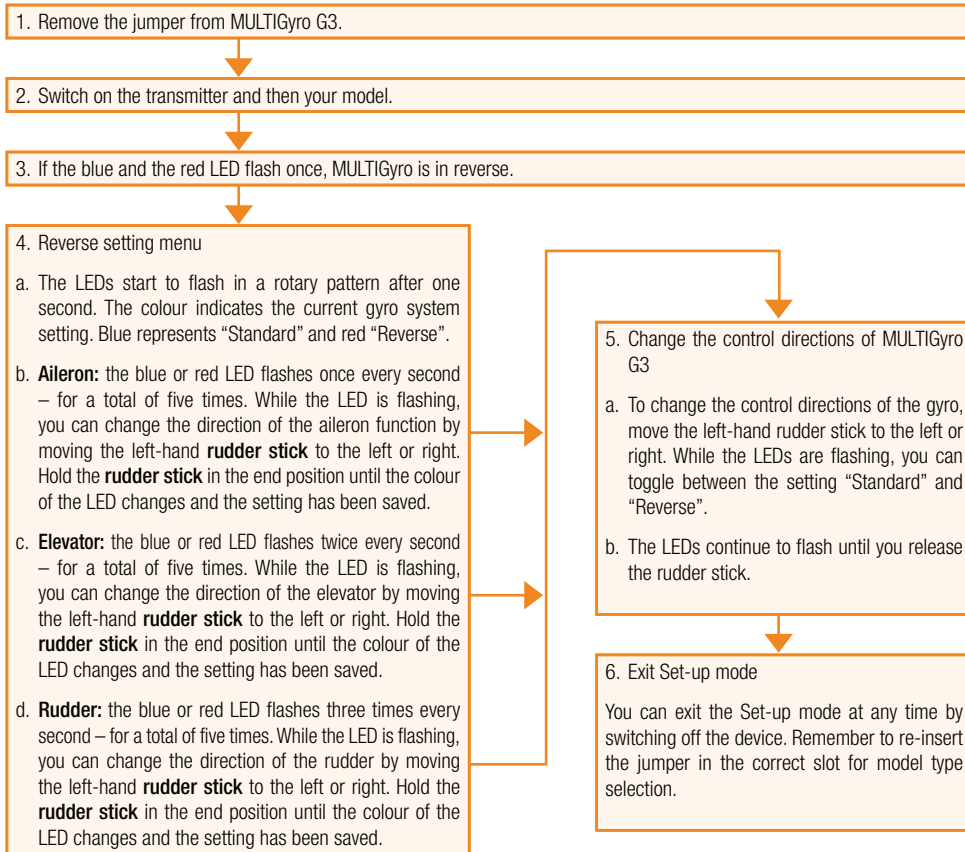 1. Remove the jumper from MULTIGyro G3.
2. Switch on the transmitter and then your model.
3. If the blue and the red LED flash once, MULTIGyro is in reverse.
4. Reverse setting menu
a. The LEDs start to flash in a rotary pattern after one
second. The colour indicates the current gyro system
setting. Blue represents “Standard” and red “Reverse”.
b. Aileron: the blue or red LED flashes once every second
– for a total of five times. While the LED is flashing,
you can change the direction of the aileron function by
moving the left-hand rudder stick to the left or right.
Hold the rudder stick in the end position until the colour
of the LED changes and the setting has been saved.
c. Elevator: the blue or red LED flashes twice every second
– for a total of five times. While the LED is flashing,
you can change the direction of the elevator by moving
the left-hand rudder stick to the left or right. Hold the
rudder stick in the end position until the colour of the
LED changes and the setting has been saved.
d. Rudder: the blue or red LED flashes three times every
second – for a total of five times. While the LED is flashing,
you can change the direction of the rudder by moving
the left-hand rudder stick to the left or right. Hold the
rudder stick in the end position until the colour of the
LED changes and the setting has been saved.
5. Change the control directions of MULTIGyro
G3
a. To change the control directions of the gyro,
move the left-hand rudder stick to the left or
right. While the LEDs are flashing, you can
toggle between the setting “Standard” and
“Reverse”.
b. The LEDs continue to flash until you release
the rudder stick.
6. Exit Set-up mode
You can exit the Set-up mode at any time by
switching off the device. Remember to re-insert
the jumper in the correct slot for model type
selection.